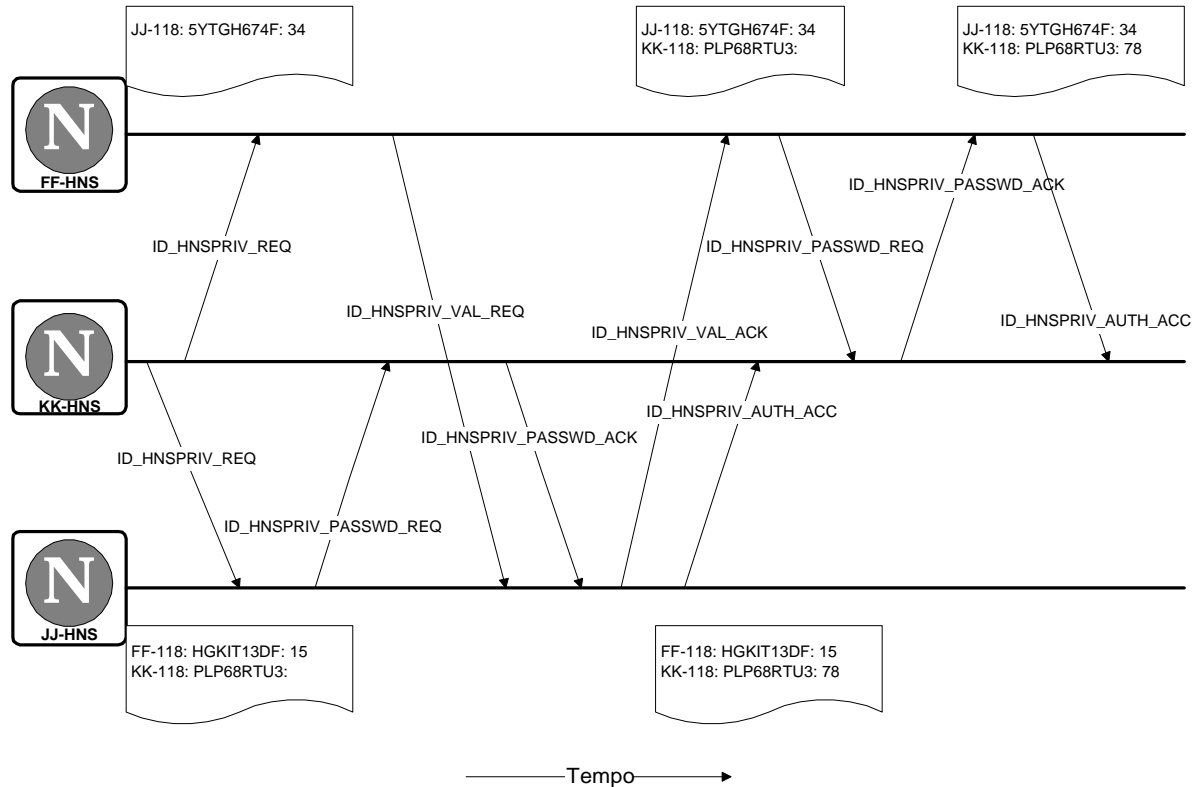 JJ-118: 5YTGH674F: 34
JJ-118: 5YTGH674F: 34
KK-118: PLP68RTU3:
JJ-118: 5YTGH674F: 34
KK-118: PLP68RTU3: 78
N
FF-HNS
ID_HNSPRIV_PASSWD_ACK
ID_HNSPRIV_REQ
ID_HNSPRIV_PASSWD_REQ
ID_HNSPRIV_VAL_REQ
ID_HNSPRIV_VAL_ACK
ID_HNSPRIV_AUTH_ACC
N
KK-HNS
ID_HNSPRIV_AUTH_ACC
ID_HNSPRIV_PASSWD_ACK
ID_HNSPRIV_REQ
ID_HNSPRIV_PASSWD_REQ
N
JJ-HNS
FF-118: HGKIT13DF: 15
KK-118: PLP68RTU3:
FF-118: HGKIT13DF: 15
KK-118: PLP68RTU3: 78
Tempo